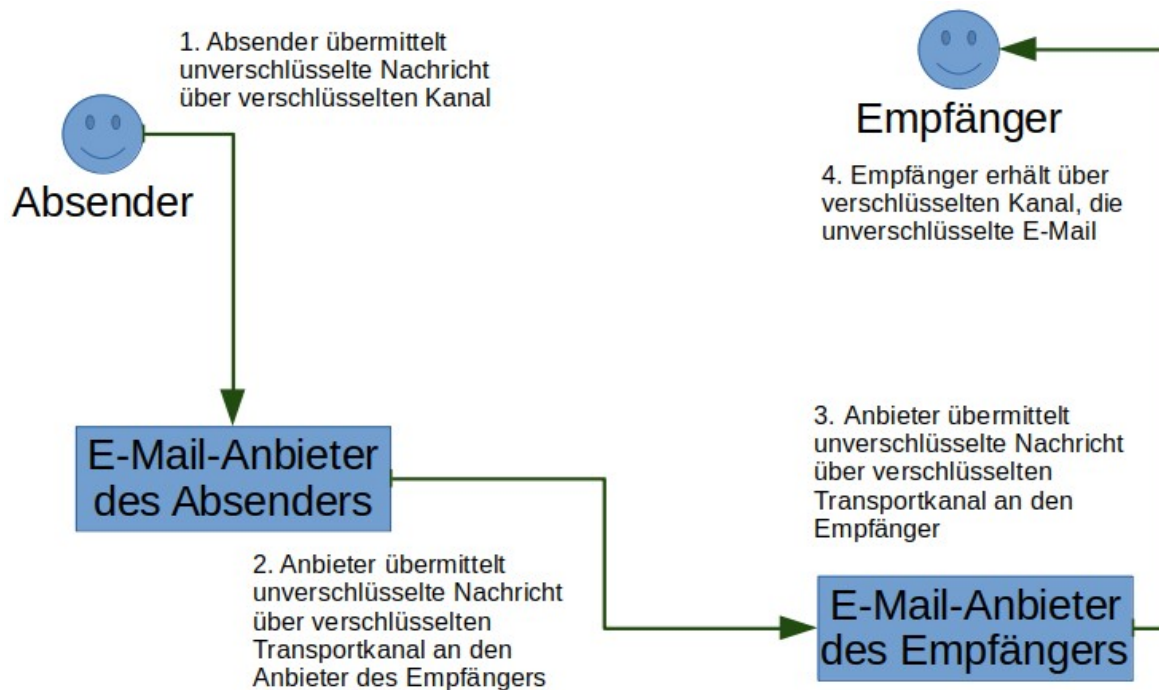 1. Absender übermittelt
unverschlüsselte Nachricht
über verschlüsselten Kanal
Absender
E-Mail-Anbieter
des Absenders
2. Anbieter übermittelt
unverschlüsselte Nachricht
über verschlüsselten
Transportkanal an den
Anbieter des Empfängers
3. Anbieter übermittelt
unverschlüsselte Nachricht
über verschlüsselten
Transportkanal an den
Empfänger
E-Mail-Anbieter
des Empfängers
Empfänger
4. Empfänger erhält über
verschlüsselten Kanal, die
unverschlüsselte E-Mail